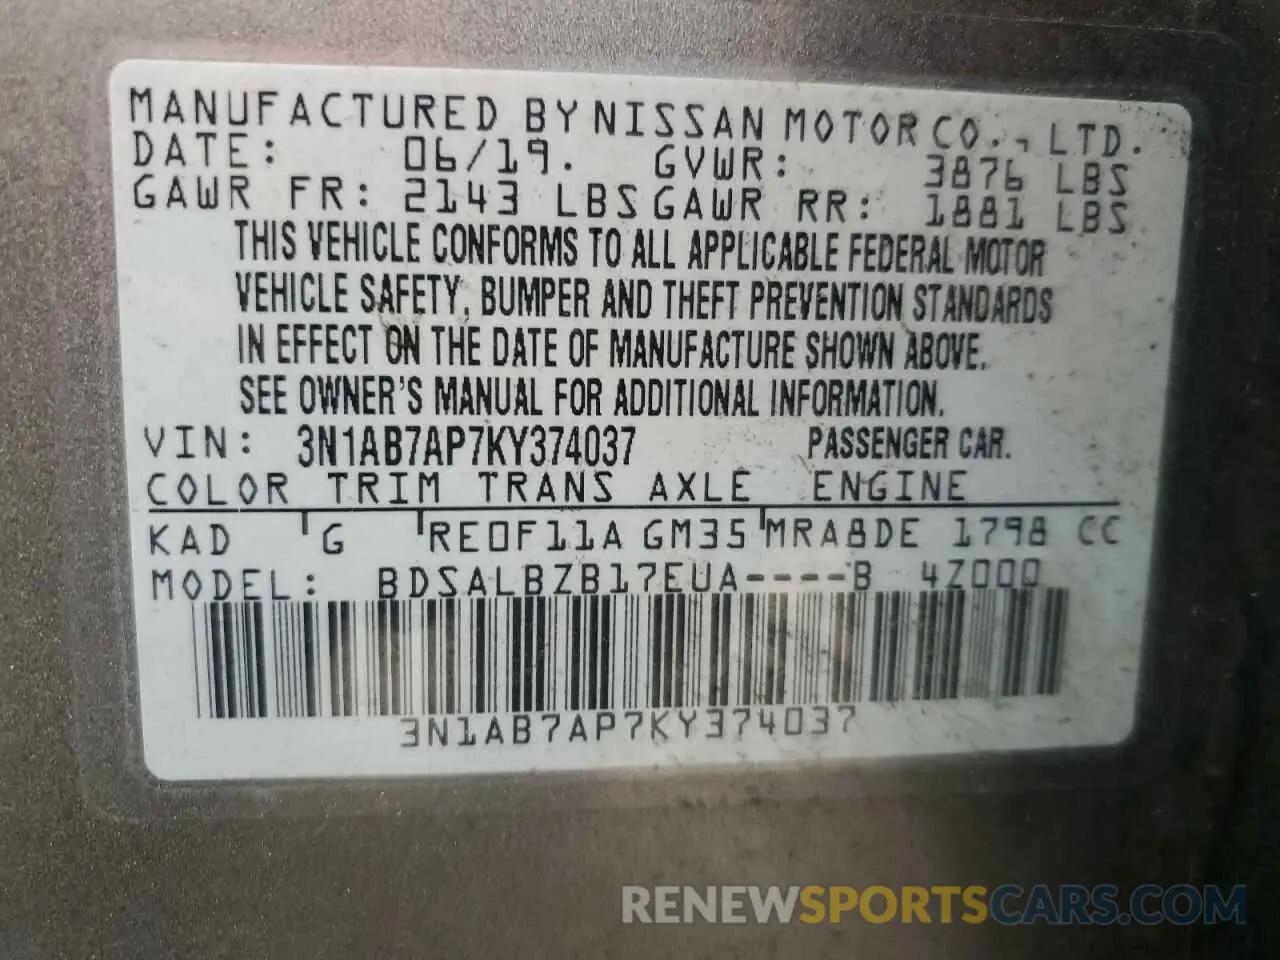 MANUFACTURED BY NISSAN MOTOR CO., LTD.
DATE: 06/19. GVWR: 3876 LBS
GAWR FR: 2143 LBS GAWR RR: 1881 LBS
THIS VEHICLE CONFORMS TO ALL APPLICABLE FEDERAL MOTOR
VEHICLE SAFETY, BUMPER AND THEFT PREVENTION STANDARDS
IN EFFECT ON THE DATE OF MANUFACTURE SHOWN ABOVE.
SEE OWNER'S MANUAL FOR ADDITIONAL INFORMATION.
VIN: 3N1AB7AP7KY374037 PASSENGER CAR.
COLOR TRIM TRANS AXLE ENGINE
KAD G RE0F11A GM35 MRA8DE 1798 CC
MODEL: BDSALBZB17EUA----B 4Z000
3N1AB7AP7KY374037
RENEWSPORTSCARS.COM